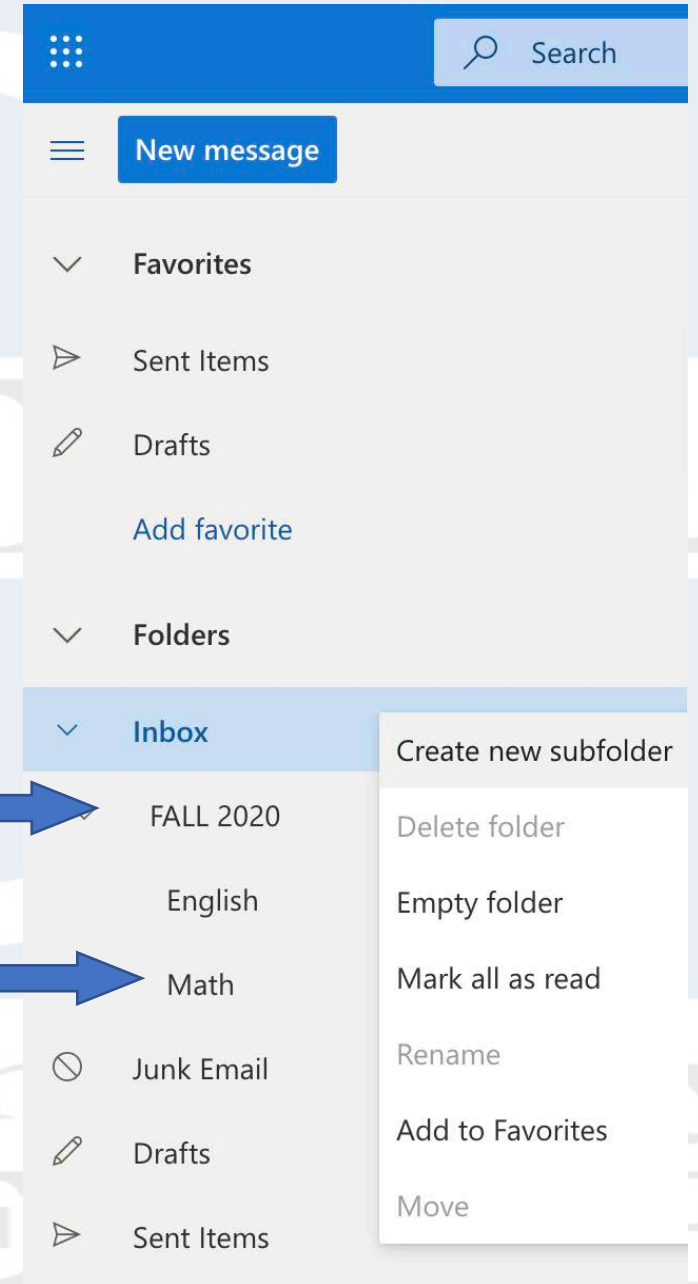 Search
New message
Favorites
Sent Items
Drafts
Add favorite
Folders
Inbox
FALL 2020
English
Math
Junk Email
Drafts
Sent Items
Create new subfolder
Delete folder
Empty folder
Mark all as read
Rename
Add to Favorites
Move